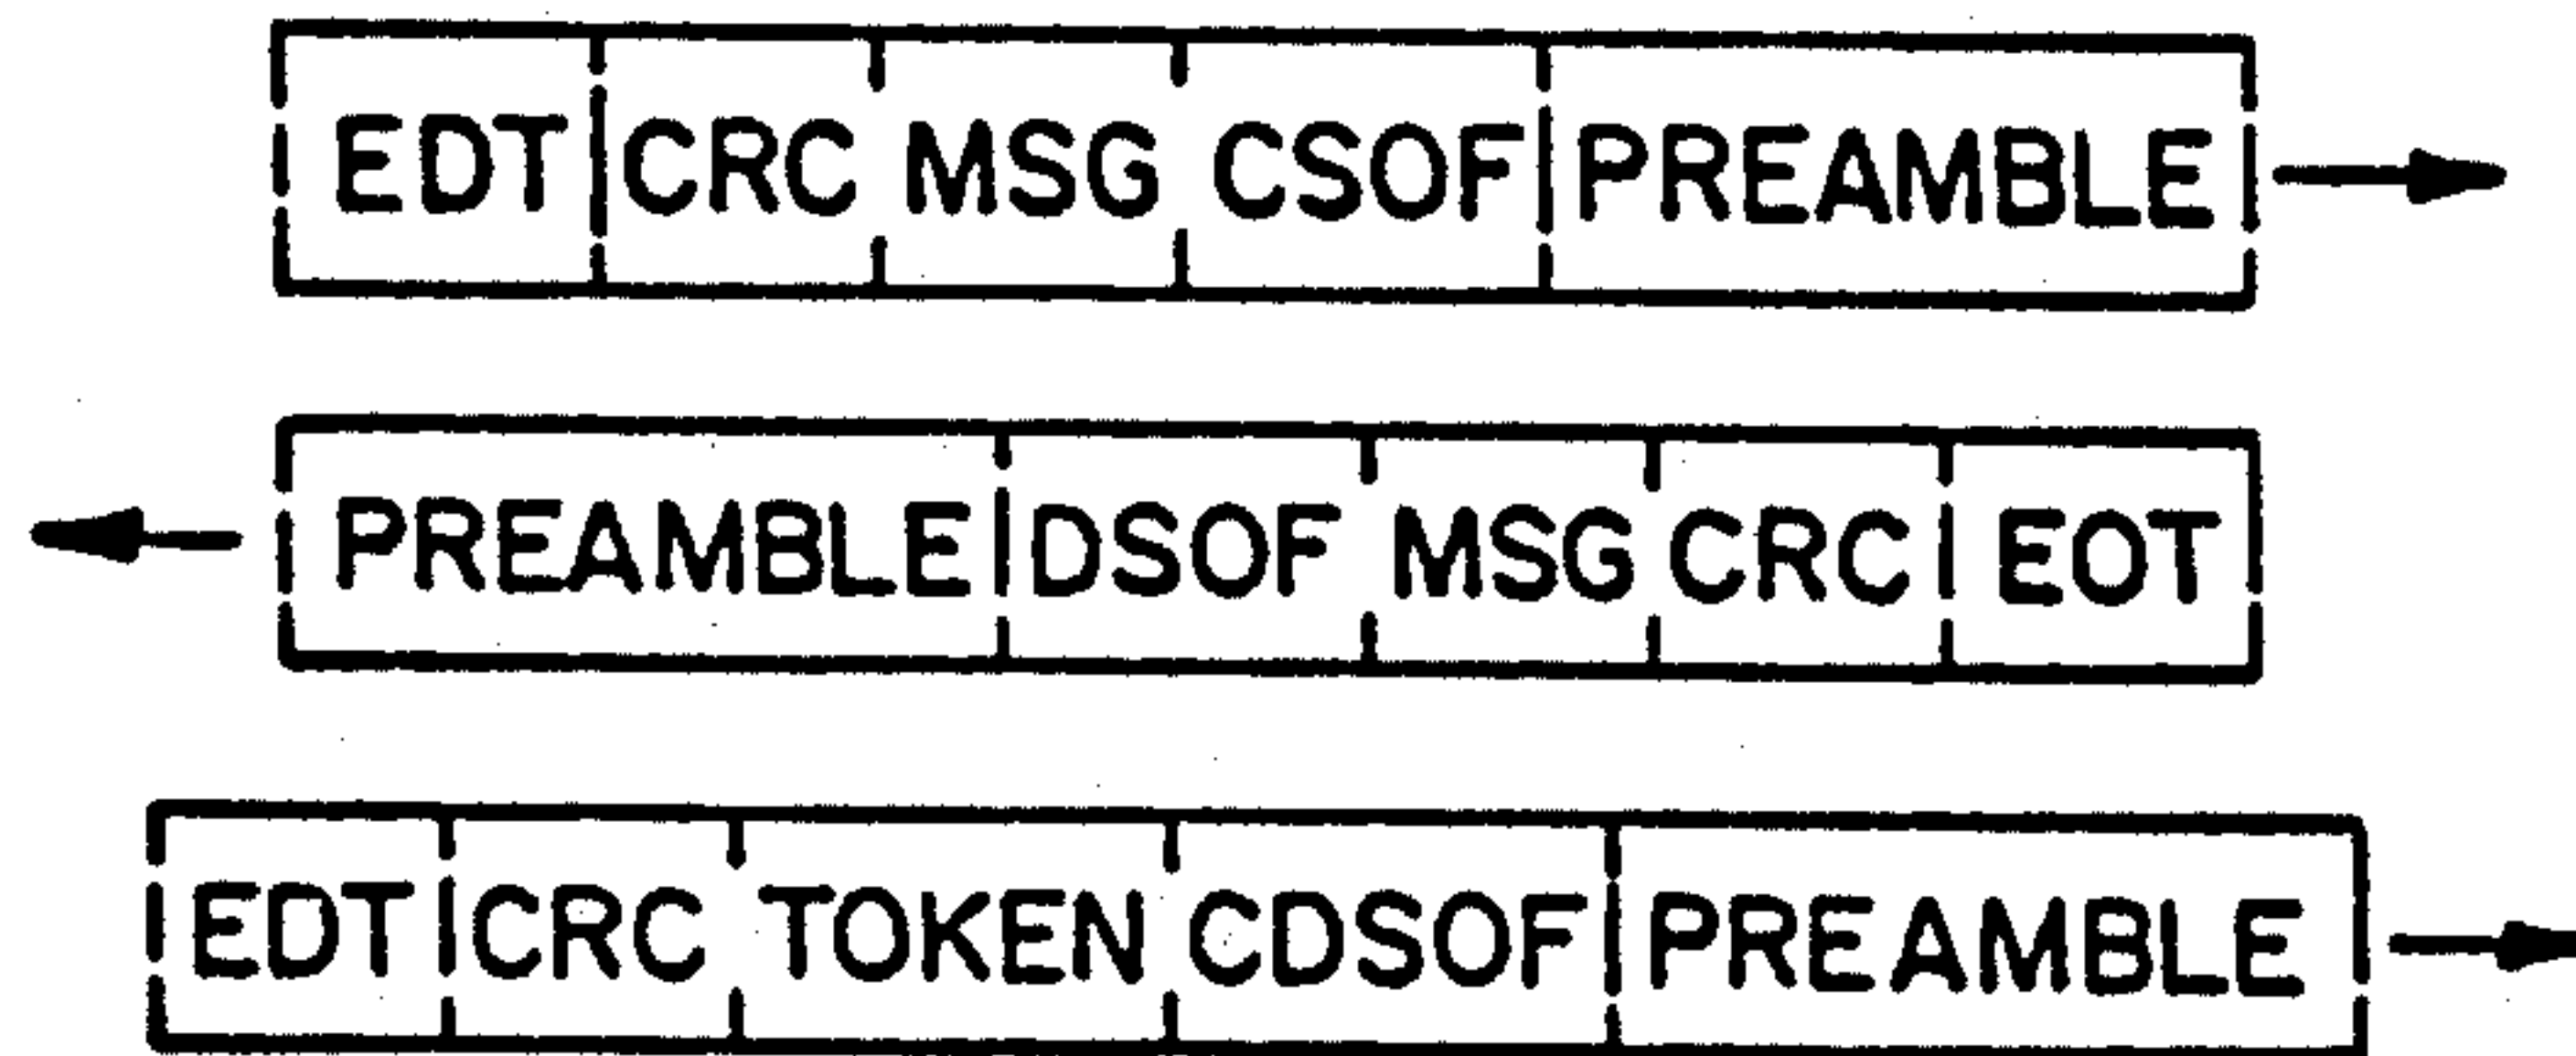 EDT CRC MSG CSOF PREAMBLE
PREAMBLE DSOF MSG CRC EOT
EDT CRC TOKEN CDSOF PREAMBLE